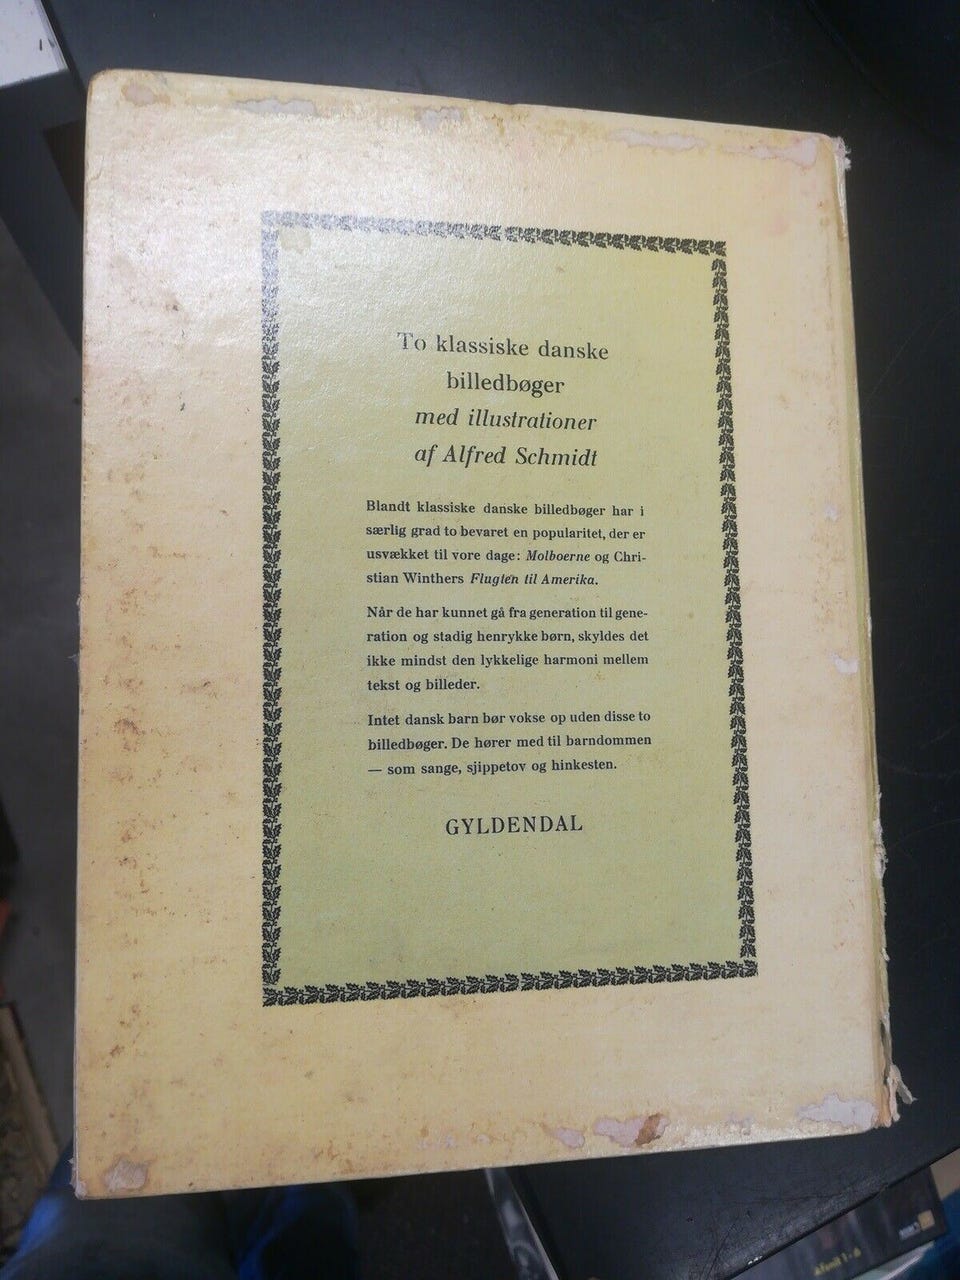 To klassiske danske
billedbøger
med illustrationer
af Alfred Schmidt
Blandt klassiske danske billedbøger har i
særlig grad to bevaret en popularitet, der er
usvækket til vore dage: Molboerne og Chri-
stian Winthers Flugten til Amerika.
Når de har kunnet gå fra generation til gene-
ration og stadig henrykke børn, skyldes det
ikke mindst den lykkelige harmoni mellem
tekst og billeder.
Intet dansk barn bør vokse op uden disse to
billedbøger. De hører med til barndommen
— som sange, sjippetov og hinkesten.
GYLDENDAL
Afsnit 1-6